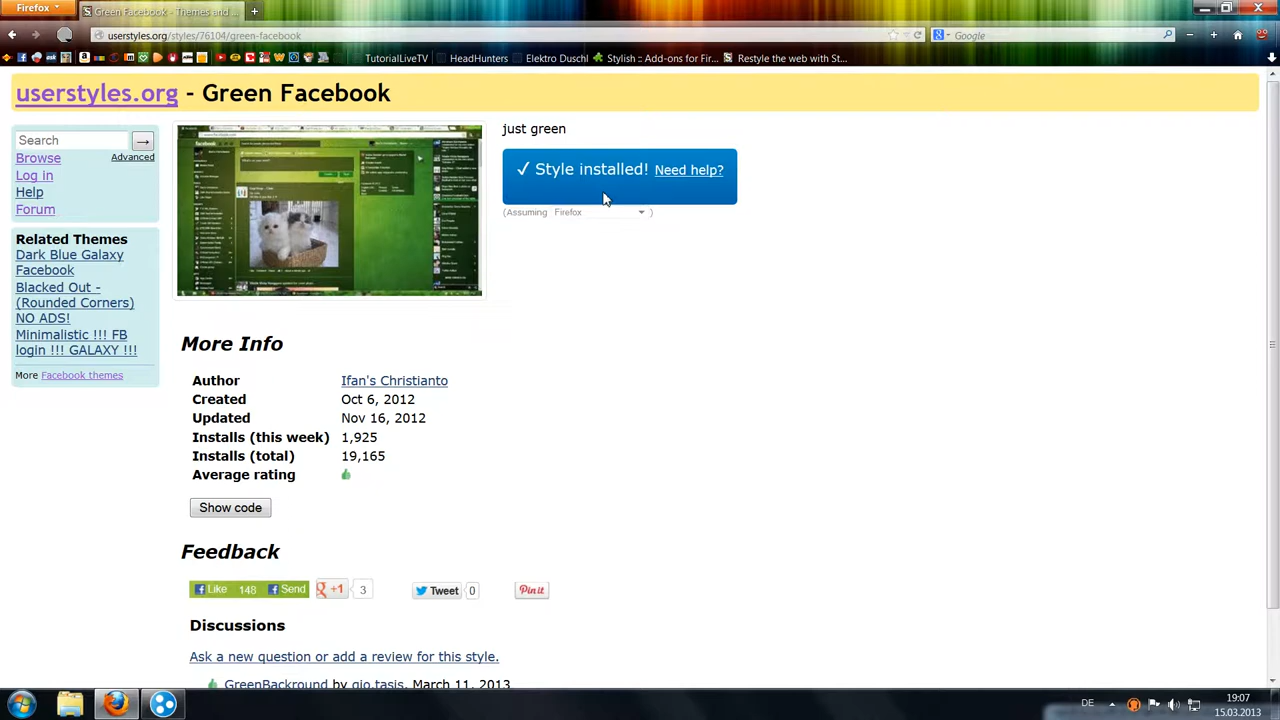 Firefox
Green Facebook - Themes and ...
userstyles.org/styles/76104/green-facebook
Google
TutorialLiveTV
HeadHunters
Elektro Duschl
Stylish :: Add-ons for Fir...
Restyle the web with St...
userstyles.org - Green Facebook
Search
→
Advanced
Browse
Log in
Help
Forum
Related Themes
Dark Blue Galaxy
Facebook
Blacked Out -
(Rounded Corners)
NO ADS!
Minimalistic !!! FB
login !!! GALAXY !!!
More Facebook themes
just green
✓ Style installed! Need help?
(Assuming Firefox )
More Info
Author Ifan's Christianto
Created Oct 6, 2012
Updated Nov 16, 2012
Installs (this week) 1,925
Installs (total) 19,165
Average rating
Show code
Feedback
Like 148 Send
+1 3
Tweet 0
Pin it
Discussions
Ask a new question or add a review for this style.
GreenBackround by gio.tasis, March 11, 2013
DE
19:07
15.03.2013